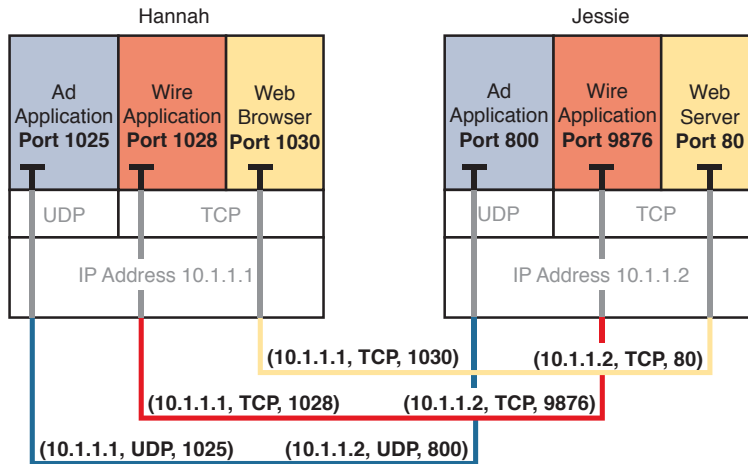 Hannah
Jessie
Ad
Application
Port 1025
Wire
Application
Port 1028
Web
Browser
Port 1030
Ad
Application
Port 800
Wire
Application
Port 9876
Web
Server
Port 80
UDP
TCP
UDP
TCP
IP Address 10.1.1.1
IP Address 10.1.1.2
(10.1.1.1, TCP, 1030)
(10.1.1.2, TCP, 80)
(10.1.1.1, TCP, 1028)
(10.1.1.2, TCP, 9876)
(10.1.1.1, UDP, 1025)
(10.1.1.2, UDP, 800)